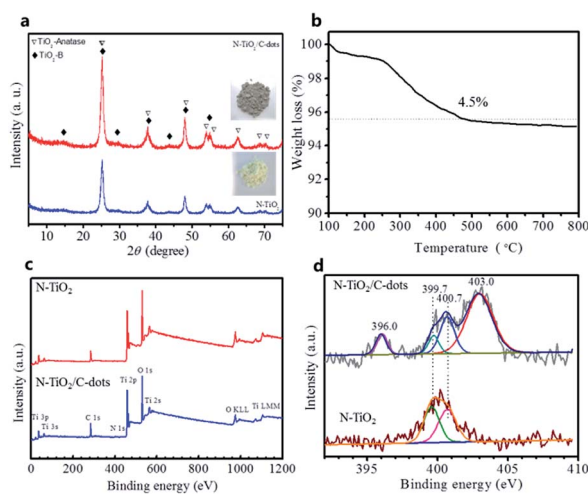 a
▽ TiO₂-Anatase
♦ TiO₂-B
N-TiO₂/C-dots
N-TiO₂
Intensity (a. u.)
10 20 30 40 50 60 70
2θ (degree)
b
100
98
96
94
92
90
4.5%
Weight loss (%)
100 200 300 400 500 600 700 800
Temperature ( °C)
c
N-TiO₂
N-TiO₂/C-dots
Ti 3p
Ti 3s
C 1s
N 1s
Ti 2p
O 1s
Ti 2s
O KLL
Ti LMM
Intensity (a.u.)
0 200 400 600 800 1000 1200
Binding energy (eV)
d
N-TiO₂/C-dots
396.0
399.7
400.7
403.0
N-TiO₂
Intensity (a.u.)
395 400 405 410
Binding energy (eV)